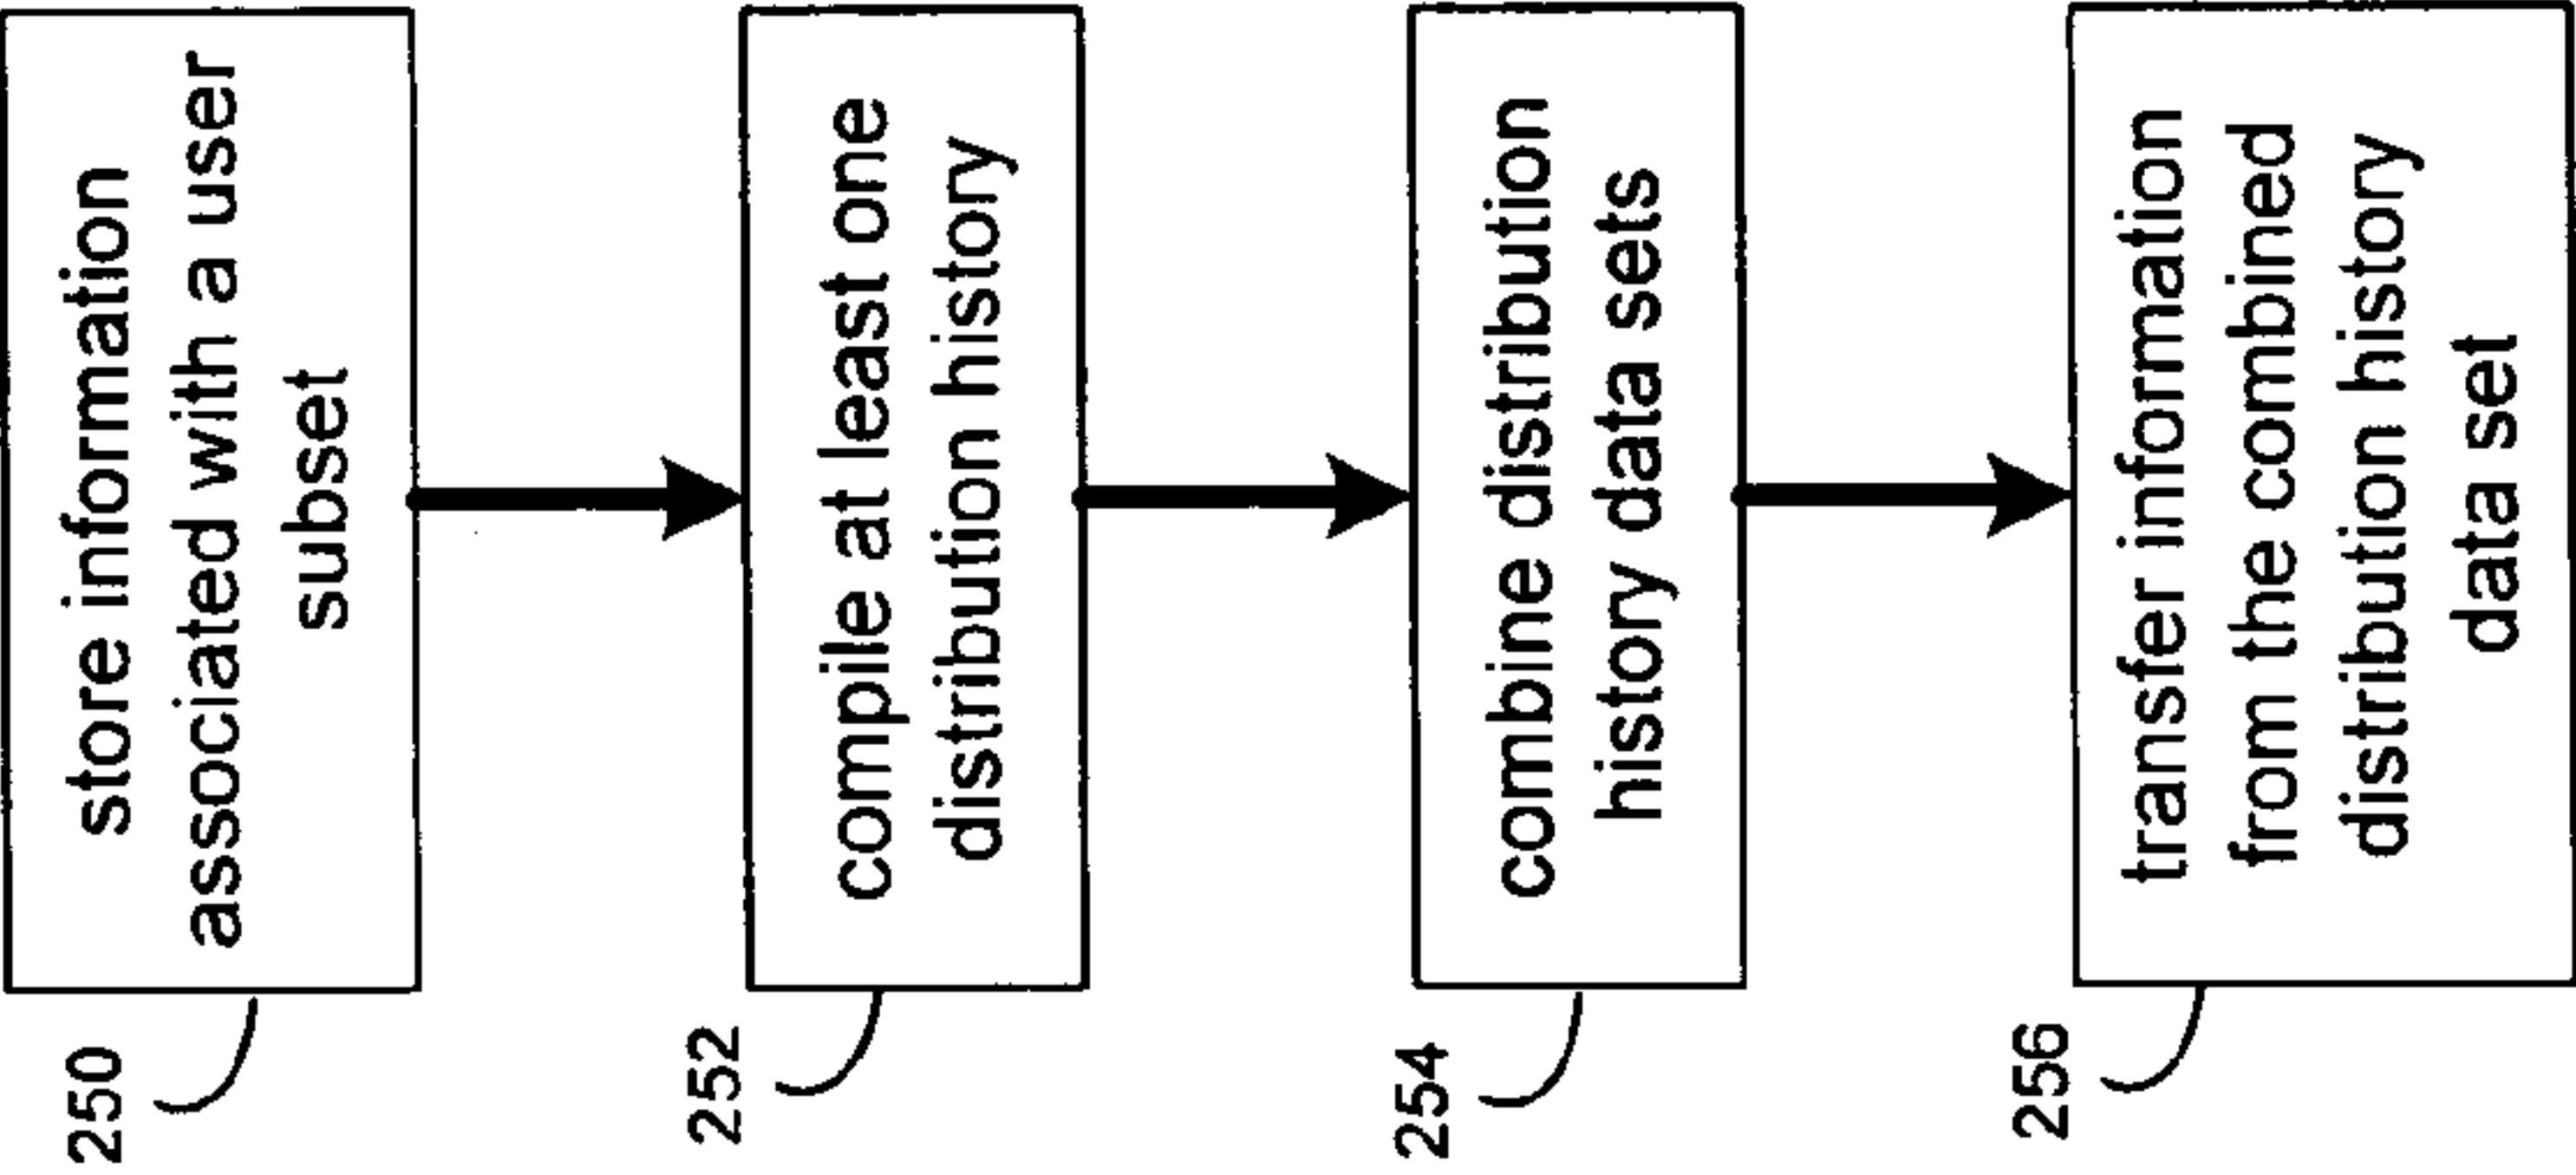 250
store information
associated with a user
subset
252
compile at least one
distribution history
254
combine distribution
history data sets
256
transfer information
from the combined
distribution history
data set